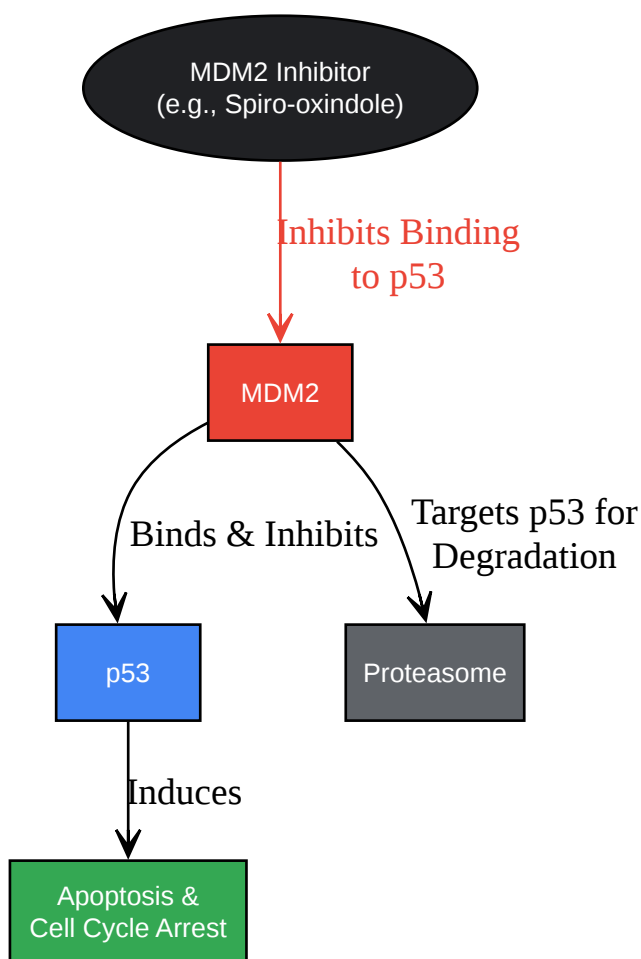 MDM2 Inhibitor
(e.g., Spiro-oxindole)
Inhibits Binding
to p53
MDM2
Binds & Inhibits
Targets p53 for
Degradation
p53
Proteasome
Induces
Apoptosis &
Cell Cycle Arrest